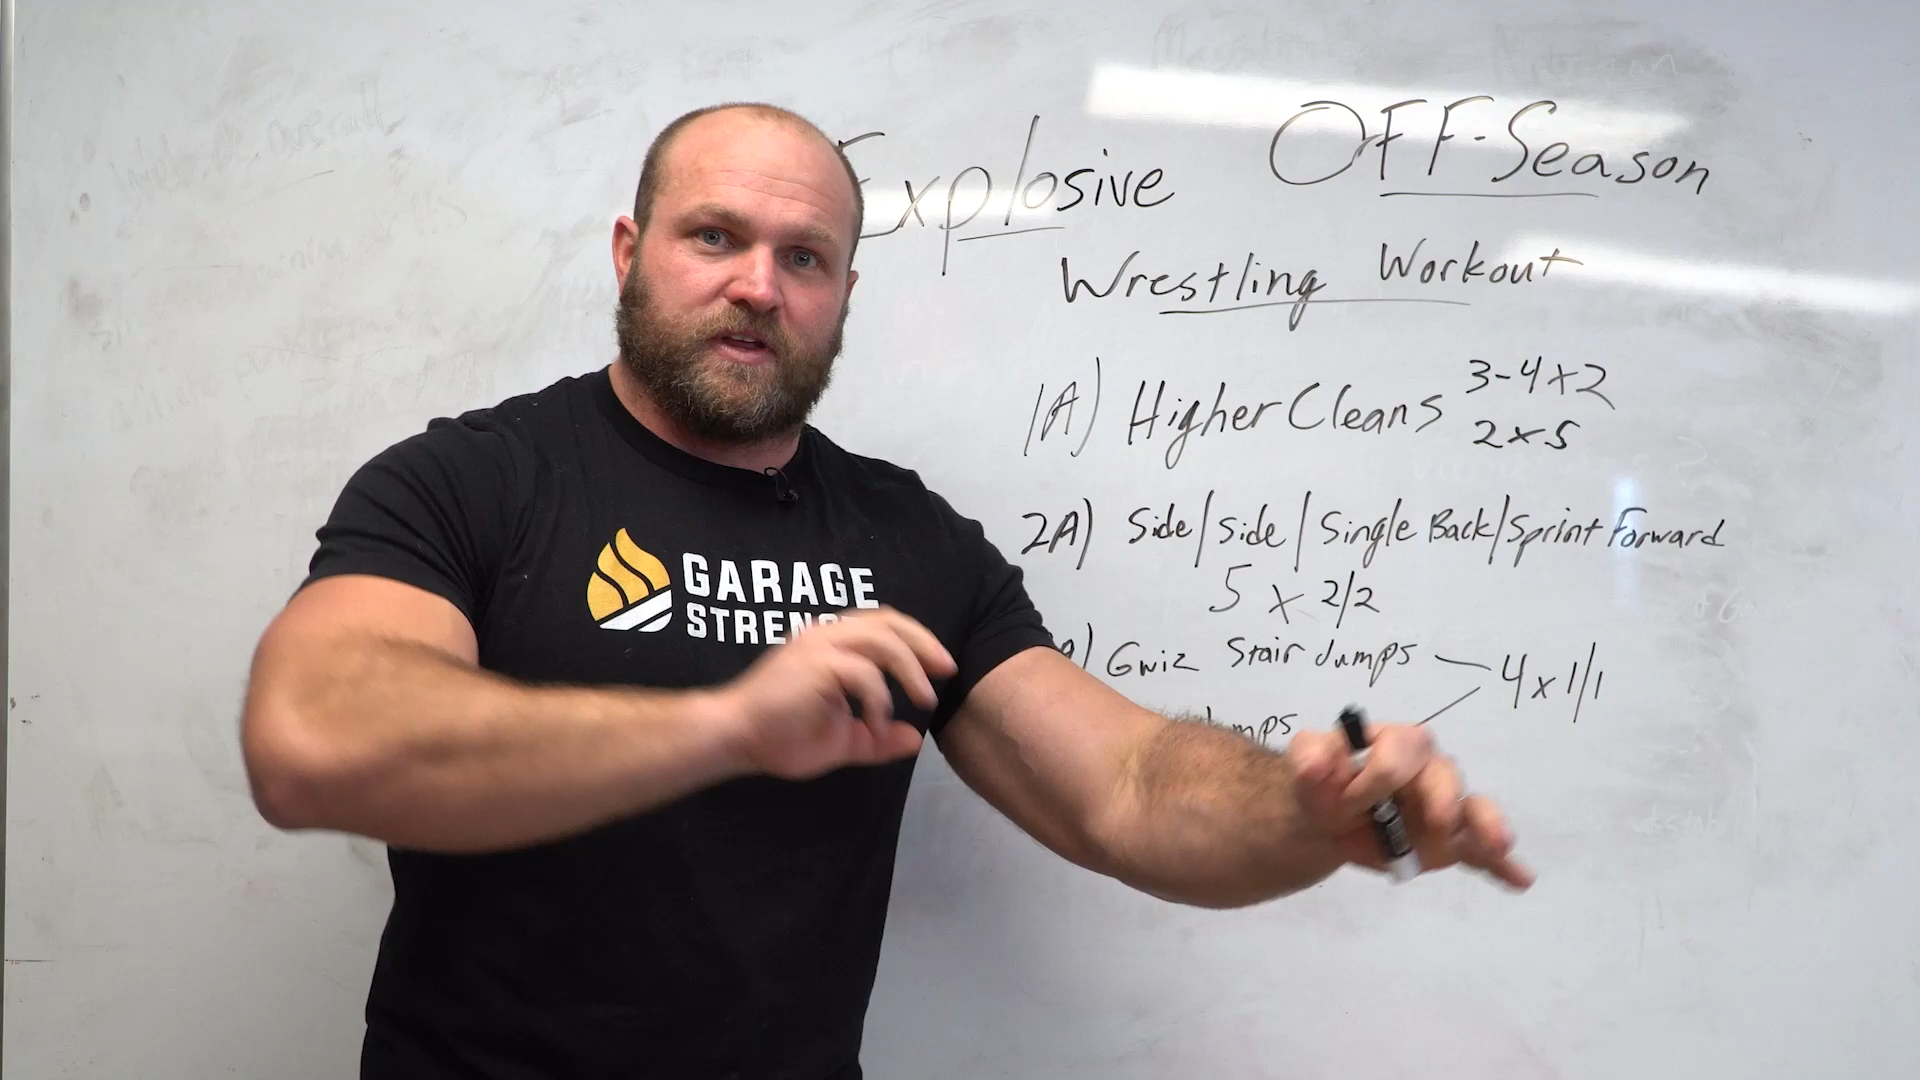 Explosive OFF-Season
Wrestling Workout
1A) Higher Cleans 3-4x2
2x5
2A) Side/Side/Single Back/Sprint Forward
5 x 2/2
Gwiz Stair dumps 4x1/1
GARAGE